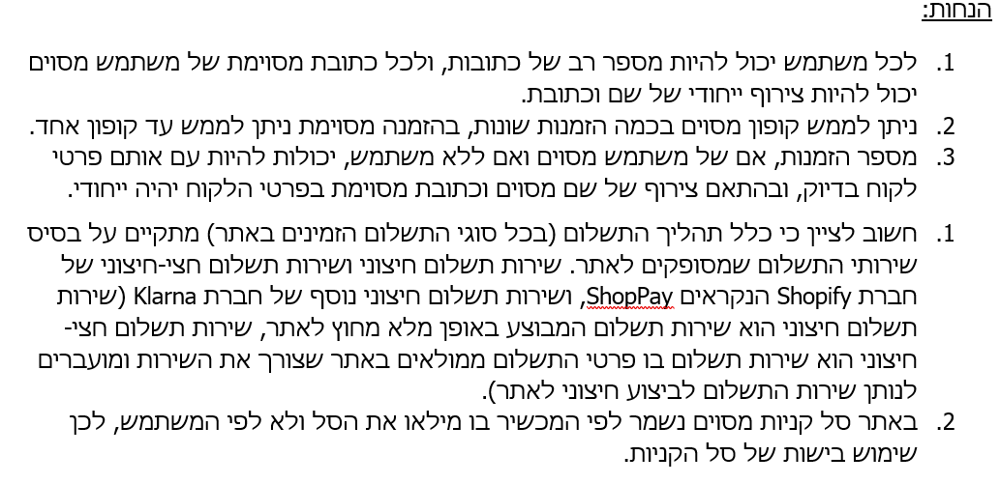 הנחות:
1. לכל משתמש יכול להיות מספר רב של כתובות, ולכל כתובת מסוימת של משתמש מסוים
יכול להיות צירוף ייחודי של שם וכתובת.
2. ניתן לממש קופון מסוים בכמה הזמנות שונות, בהזמנה מסוימת ניתן לממש עד קופון אחד.
3. מספר הזמנות, אם של משתמש מסוים ואם ללא משתמש, יכולות להיות עם אותם פרטי
לקוח בדיוק, ובהתאם צירוף של שם מסוים וכתובת מסוימת בפרטי הלקוח יהיה ייחודי.
1. חשוב לציין כי כלל תהליך התשלום (בכל סוגי התשלום הזמינים באתר) מתקיים על בסיס
שירותי התשלום שמסופקים לאתר. שירות תשלום חיצוני ושירות תשלום חצי-חיצוני של
חברת Shopify הנקראים ShopPay, ושירות תשלום חיצוני נוסף של חברת Klarna (שירות
תשלום חיצוני הוא שירות תשלום המבוצע באופן מלא מחוץ לאתר, שירות תשלום חצי-
חיצוני הוא שירות תשלום בו פרטי התשלום ממולאים באתר שצורך את השירות ומועברים
לנותן שירות התשלום לביצוע חיצוני לאתר).
2. באתר סל קניות מסוים נשמר לפי המכשיר בו מילאו את הסל ולא לפי המשתמש, לכן
שימוש בישות של סל הקניות.